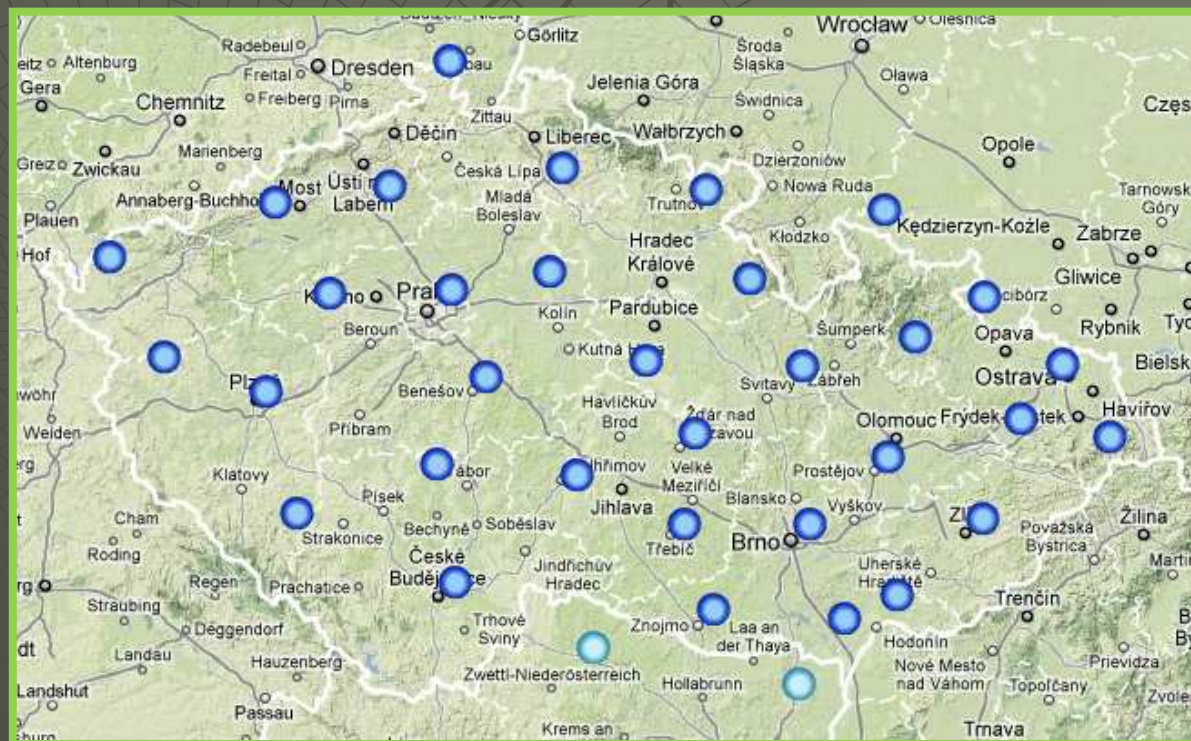 Görlitz
Wrocław
Oleśnica
Radebeul
Dresden
Altenburg
Freital
Środa
Śląska
Gera
Freiberg
Pirna
Jelenia Góra
Oława
Chemnitz
Zittau
Świdnica
Děčín
Liberec
Wałbrzych
Zwickau
Marienberg
Opole
Greiz
Česká Lípa
Dzierżoniów
Annaberg-Buchho
Most
Ústí n
Labem
Mladá
Boleslav
Trutnov
Nowa Ruda
Tarnowsk
Góry
Plauen
Kłodzko
Kędzierzyn-Koźle
Zabrze
Hof
Hradec
Králové
Gliwice
Kolín
Pardubice
Rybnik
Beroun
Šumperk
Opava
Kutná
Bielsk
Benešov
Svitavy
Zábřeh
Ostrava
Weiden
Příbram
Havlíčkův
Brod
Žďár nad
Olomouc
Frýdek
Havířov
Klatovy
Písek
Velké
Meziříčí
Prostějov
Jihlava
Blansko
Vyškov
Cham
Strakonice
Bechyně
Soběslav
Třebíč
Brno
Považská
Bystrica
Žilina
Roding
České
Jindřichův
Hradec
Uherské
Martin
Regen
Prachatice
Straubing
Deggendorf
Trhové
Sviny
Znojmo
Laa an
der Thaya
Hodonín
Trenčín
Landau
Hauzenberg
Zwettl-Niederösterreich
Hollabrunn
Nové Mesto
nad Váhom
Prievidza
Landshut
Passau
Topoľčany
Krems an
Trnava